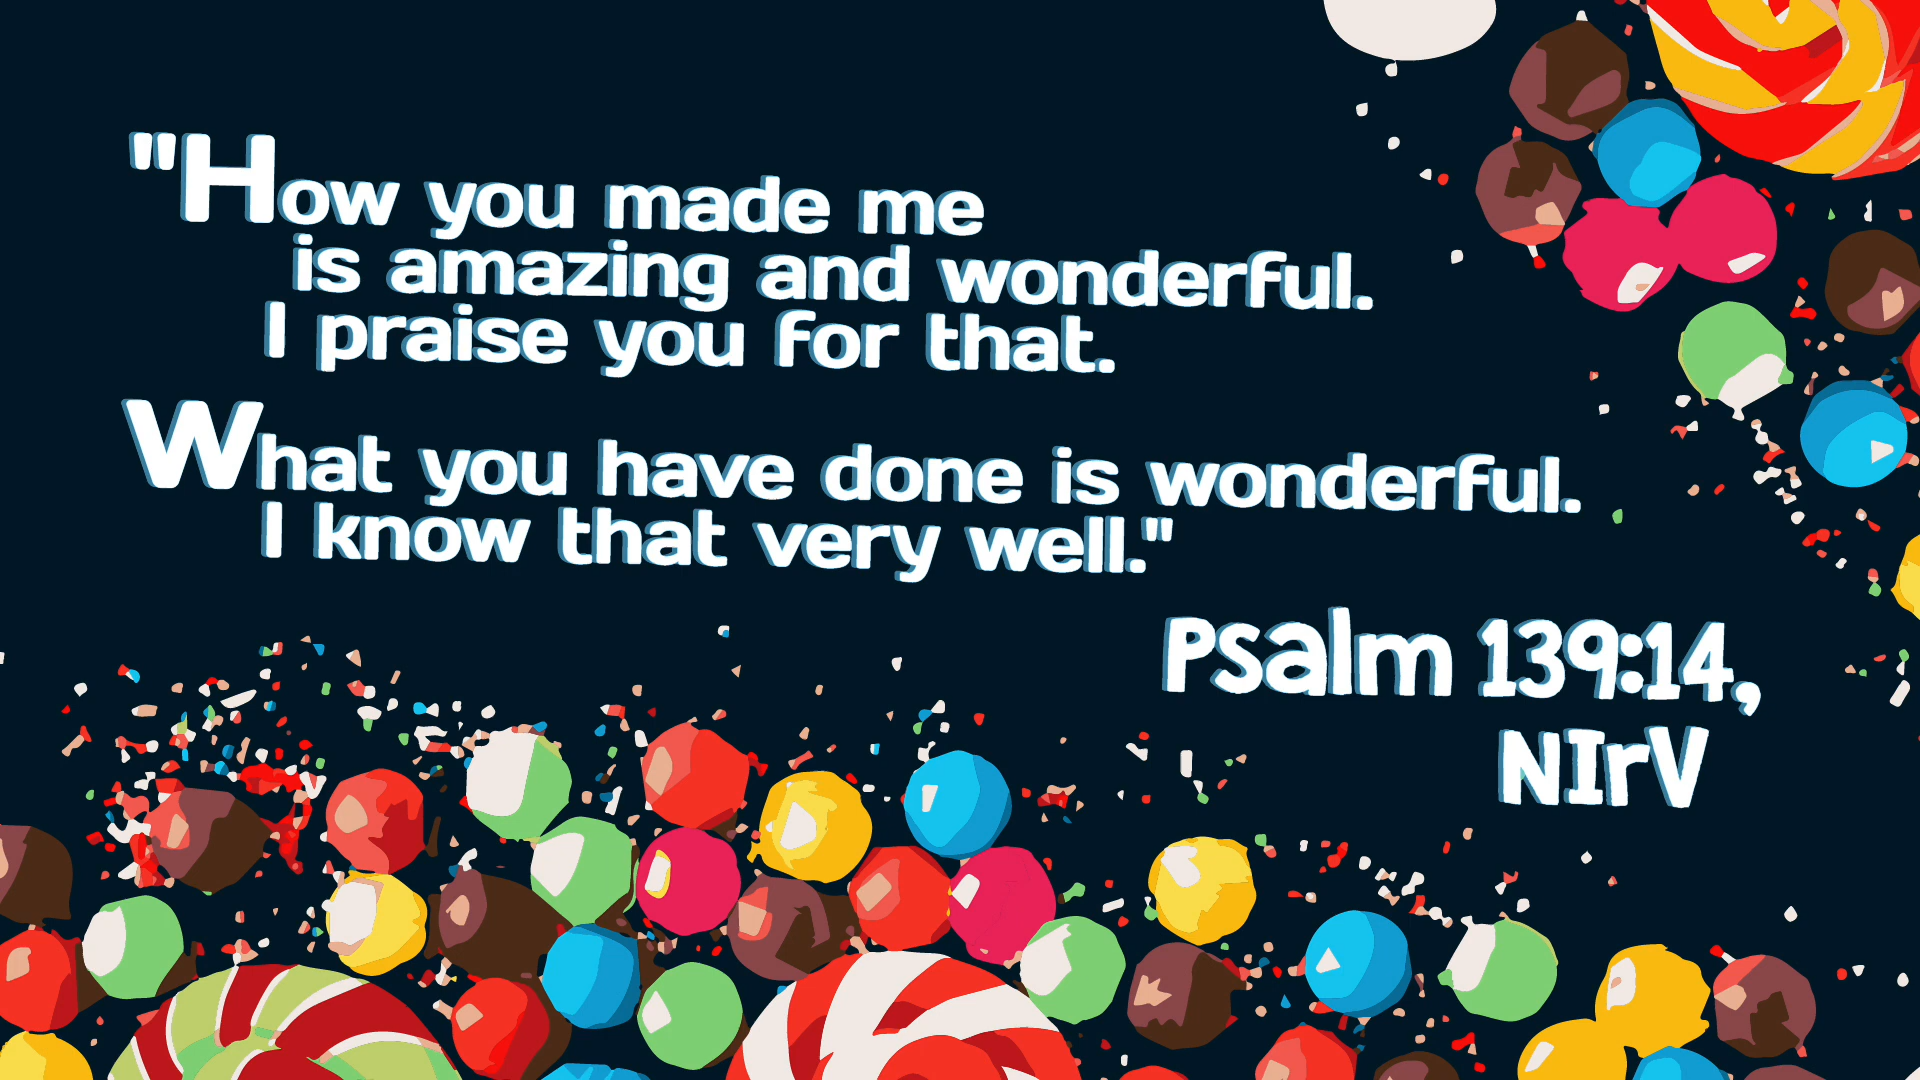 "How you made me
is amazing and wonderful.
I praise you for that.
What you have done is wonderful.
I know that very well."
Psalm 139:14,
NIrV